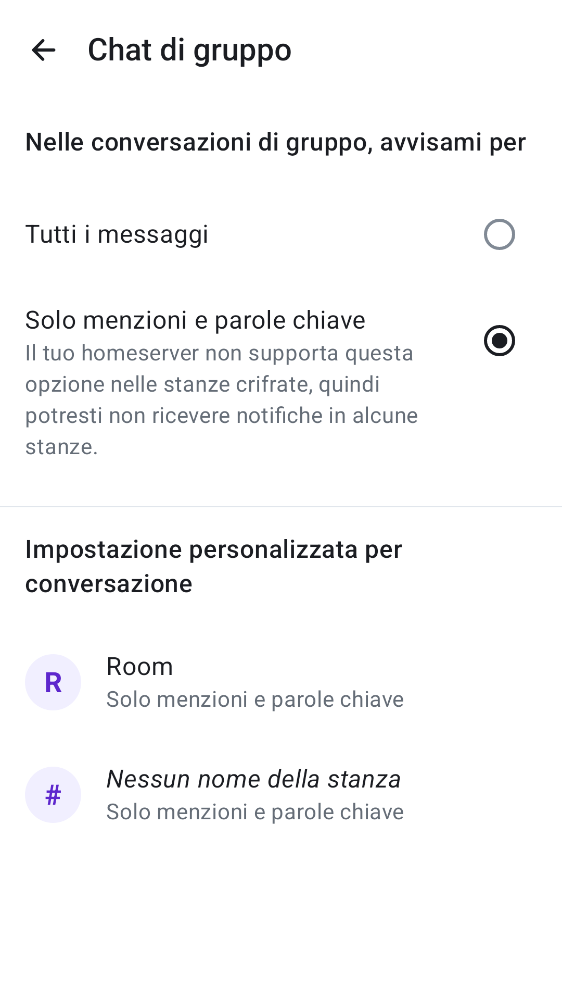 Chat di gruppo
Nelle conversazioni di gruppo, avvisami per
Tutti i messaggi
Solo menzioni e parole chiave
Il tuo homeserver non supporta questa
opzione nelle stanze crifrate, quindi
potresti non ricevere notifiche in alcune
stanze.
Impostazione personalizzata per
conversazione
R
Room
Solo menzioni e parole chiave
#
Nessun nome della stanza
Solo menzioni e parole chiave